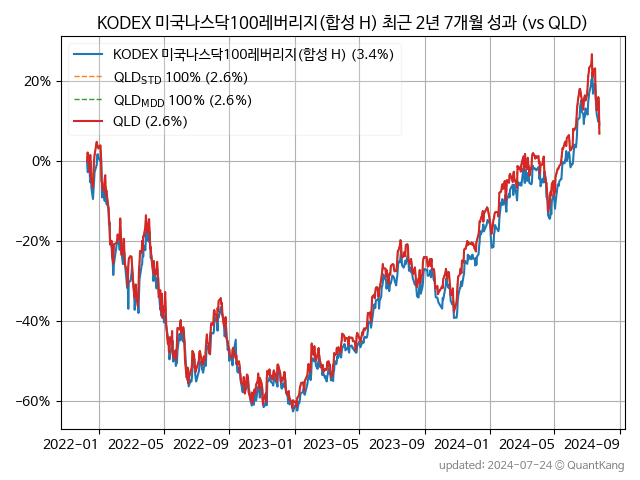 KODEX 미국나스닥100레버리지(합성 H) 최근 2년 7개월 성과 (vs QLD)
KODEX 미국나스닥100레버리지(합성 H) (3.4%)
QLD_STD 100% (2.6%)
QLD_MDD 100% (2.6%)
QLD (2.6%)
20%
0%
−20%
−40%
−60%
2022-01 2022-05 2022-09 2023-01 2023-05 2023-09 2024-01 2024-05 2024-09
updated: 2024-07-24 © QuantKang